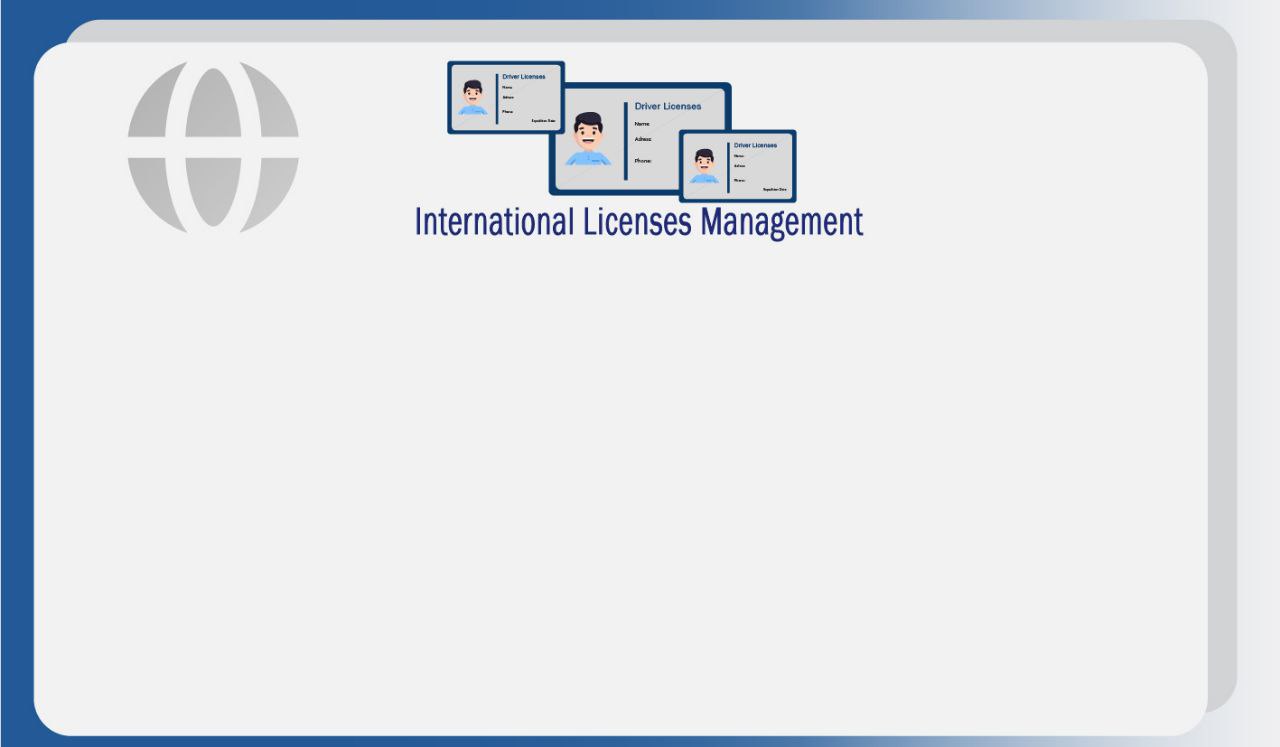 Driver Licenses
Name:
Adress:
Phone:
Expedition Date:
Driver Licenses
Name:
Adress:
Phone:
Driver Licenses
Name:
Adress:
Phone:
Expedition Date:
International Licenses Management